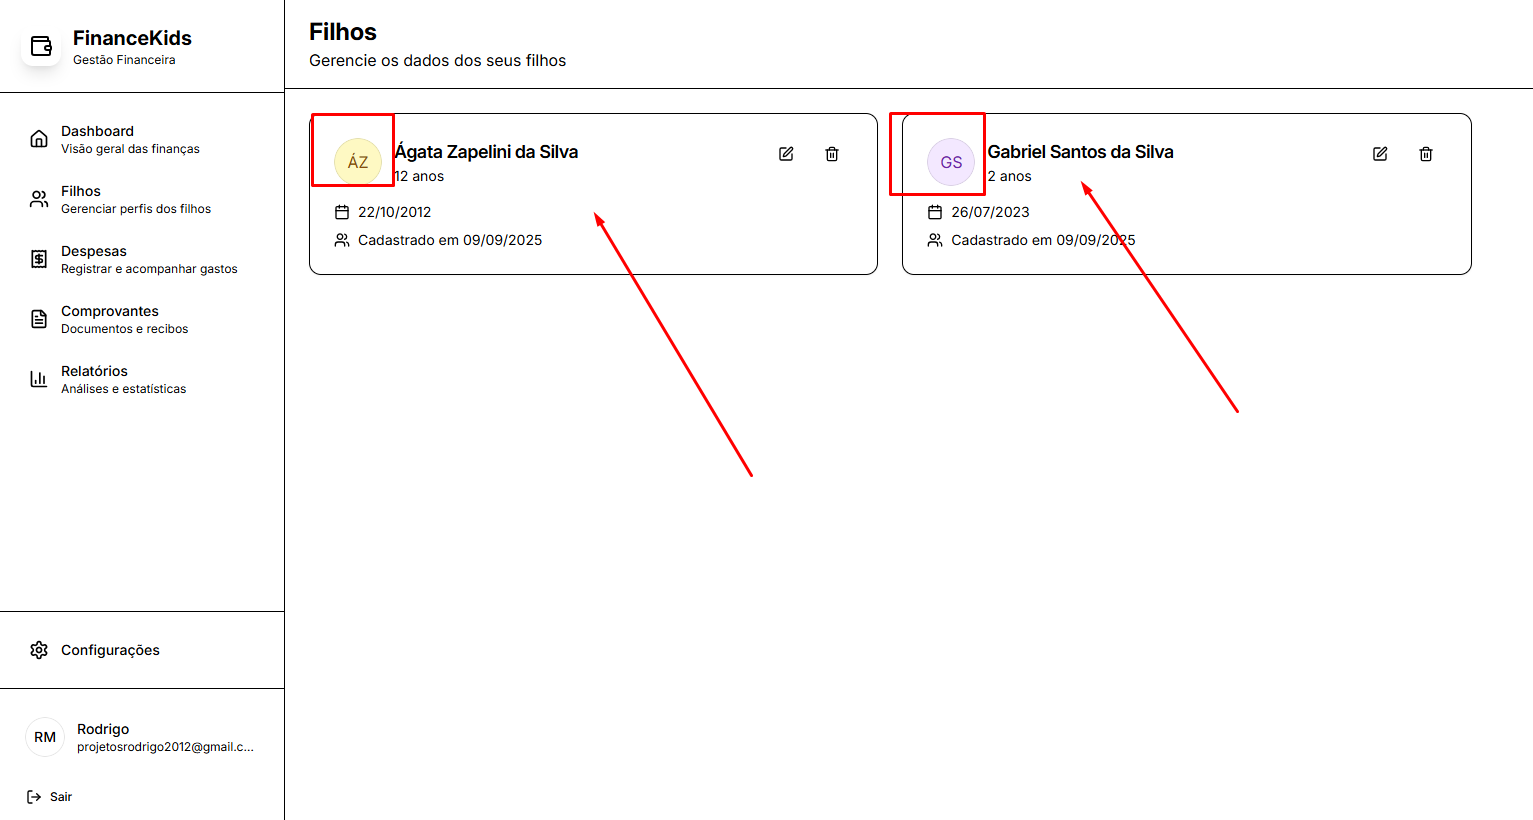 FinanceKids
Gestão Financeira
Dashboard
Visão geral das finanças
Filhos
Gerenciar perfis dos filhos
Despesas
Registrar e acompanhar gastos
Comprovantes
Documentos e recibos
Relatórios
Análises e estatísticas
Configurações
RM
Rodrigo
projetosrodrigo2012@gmail.c...
Sair
Filhos
Gerencie os dados dos seus filhos
ÁZ
Ágata Zapelini da Silva
12 anos
22/10/2012
Cadastrado em 09/09/2025
GS
Gabriel Santos da Silva
2 anos
26/07/2023
Cadastrado em 09/09/2025